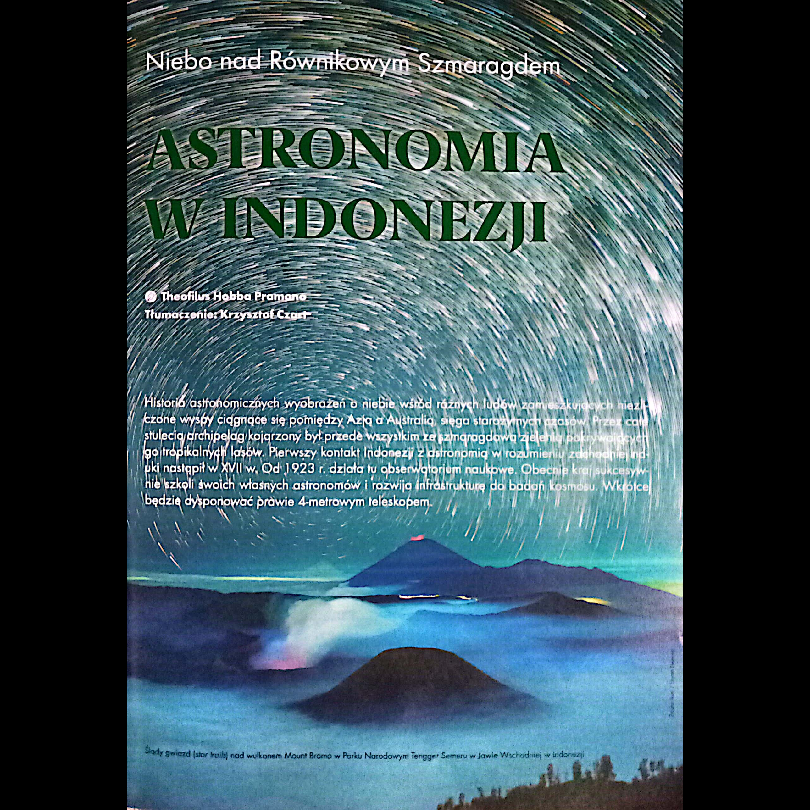 Niebo nad Równikowym Szmaragdem
ASTRONOMIA
W INDONEZJI
Theofilus Hobba Pramono
Tłumaczenie: Krzysztof Czart
Historia astronomicznych wyobrażeń o niebie wśród różnych ludów zamieszkujących niezli-
czone wyspy ciągnące się pomiędzy Azją a Australią, sięga starożytnych czasów. Przez całe
stulecia archipelag kojarzony był przede wszystkim ze szmaragdową zielenią pokrywających
go tropikalnych lasów. Pierwszy kontakt Indonezji z astronomią w rozumieniu zachodniej na-
uki nastąpił w XVII w. Od 1923 r. działa tu obserwatorium naukowe. Obecnie kraj sukcesyw-
nie szkoli swoich własnych astronomów i rozwija infrastrukturę do badań kosmosu. Wkrótce
będzie dysponować prawie 4-metrowym teleskopem.
Ślady gwiazd (star trails) nad wulkanem Mount Bromo w Parku Narodowym Tengger Semeru w Jawie Wschodniej w Indonezji